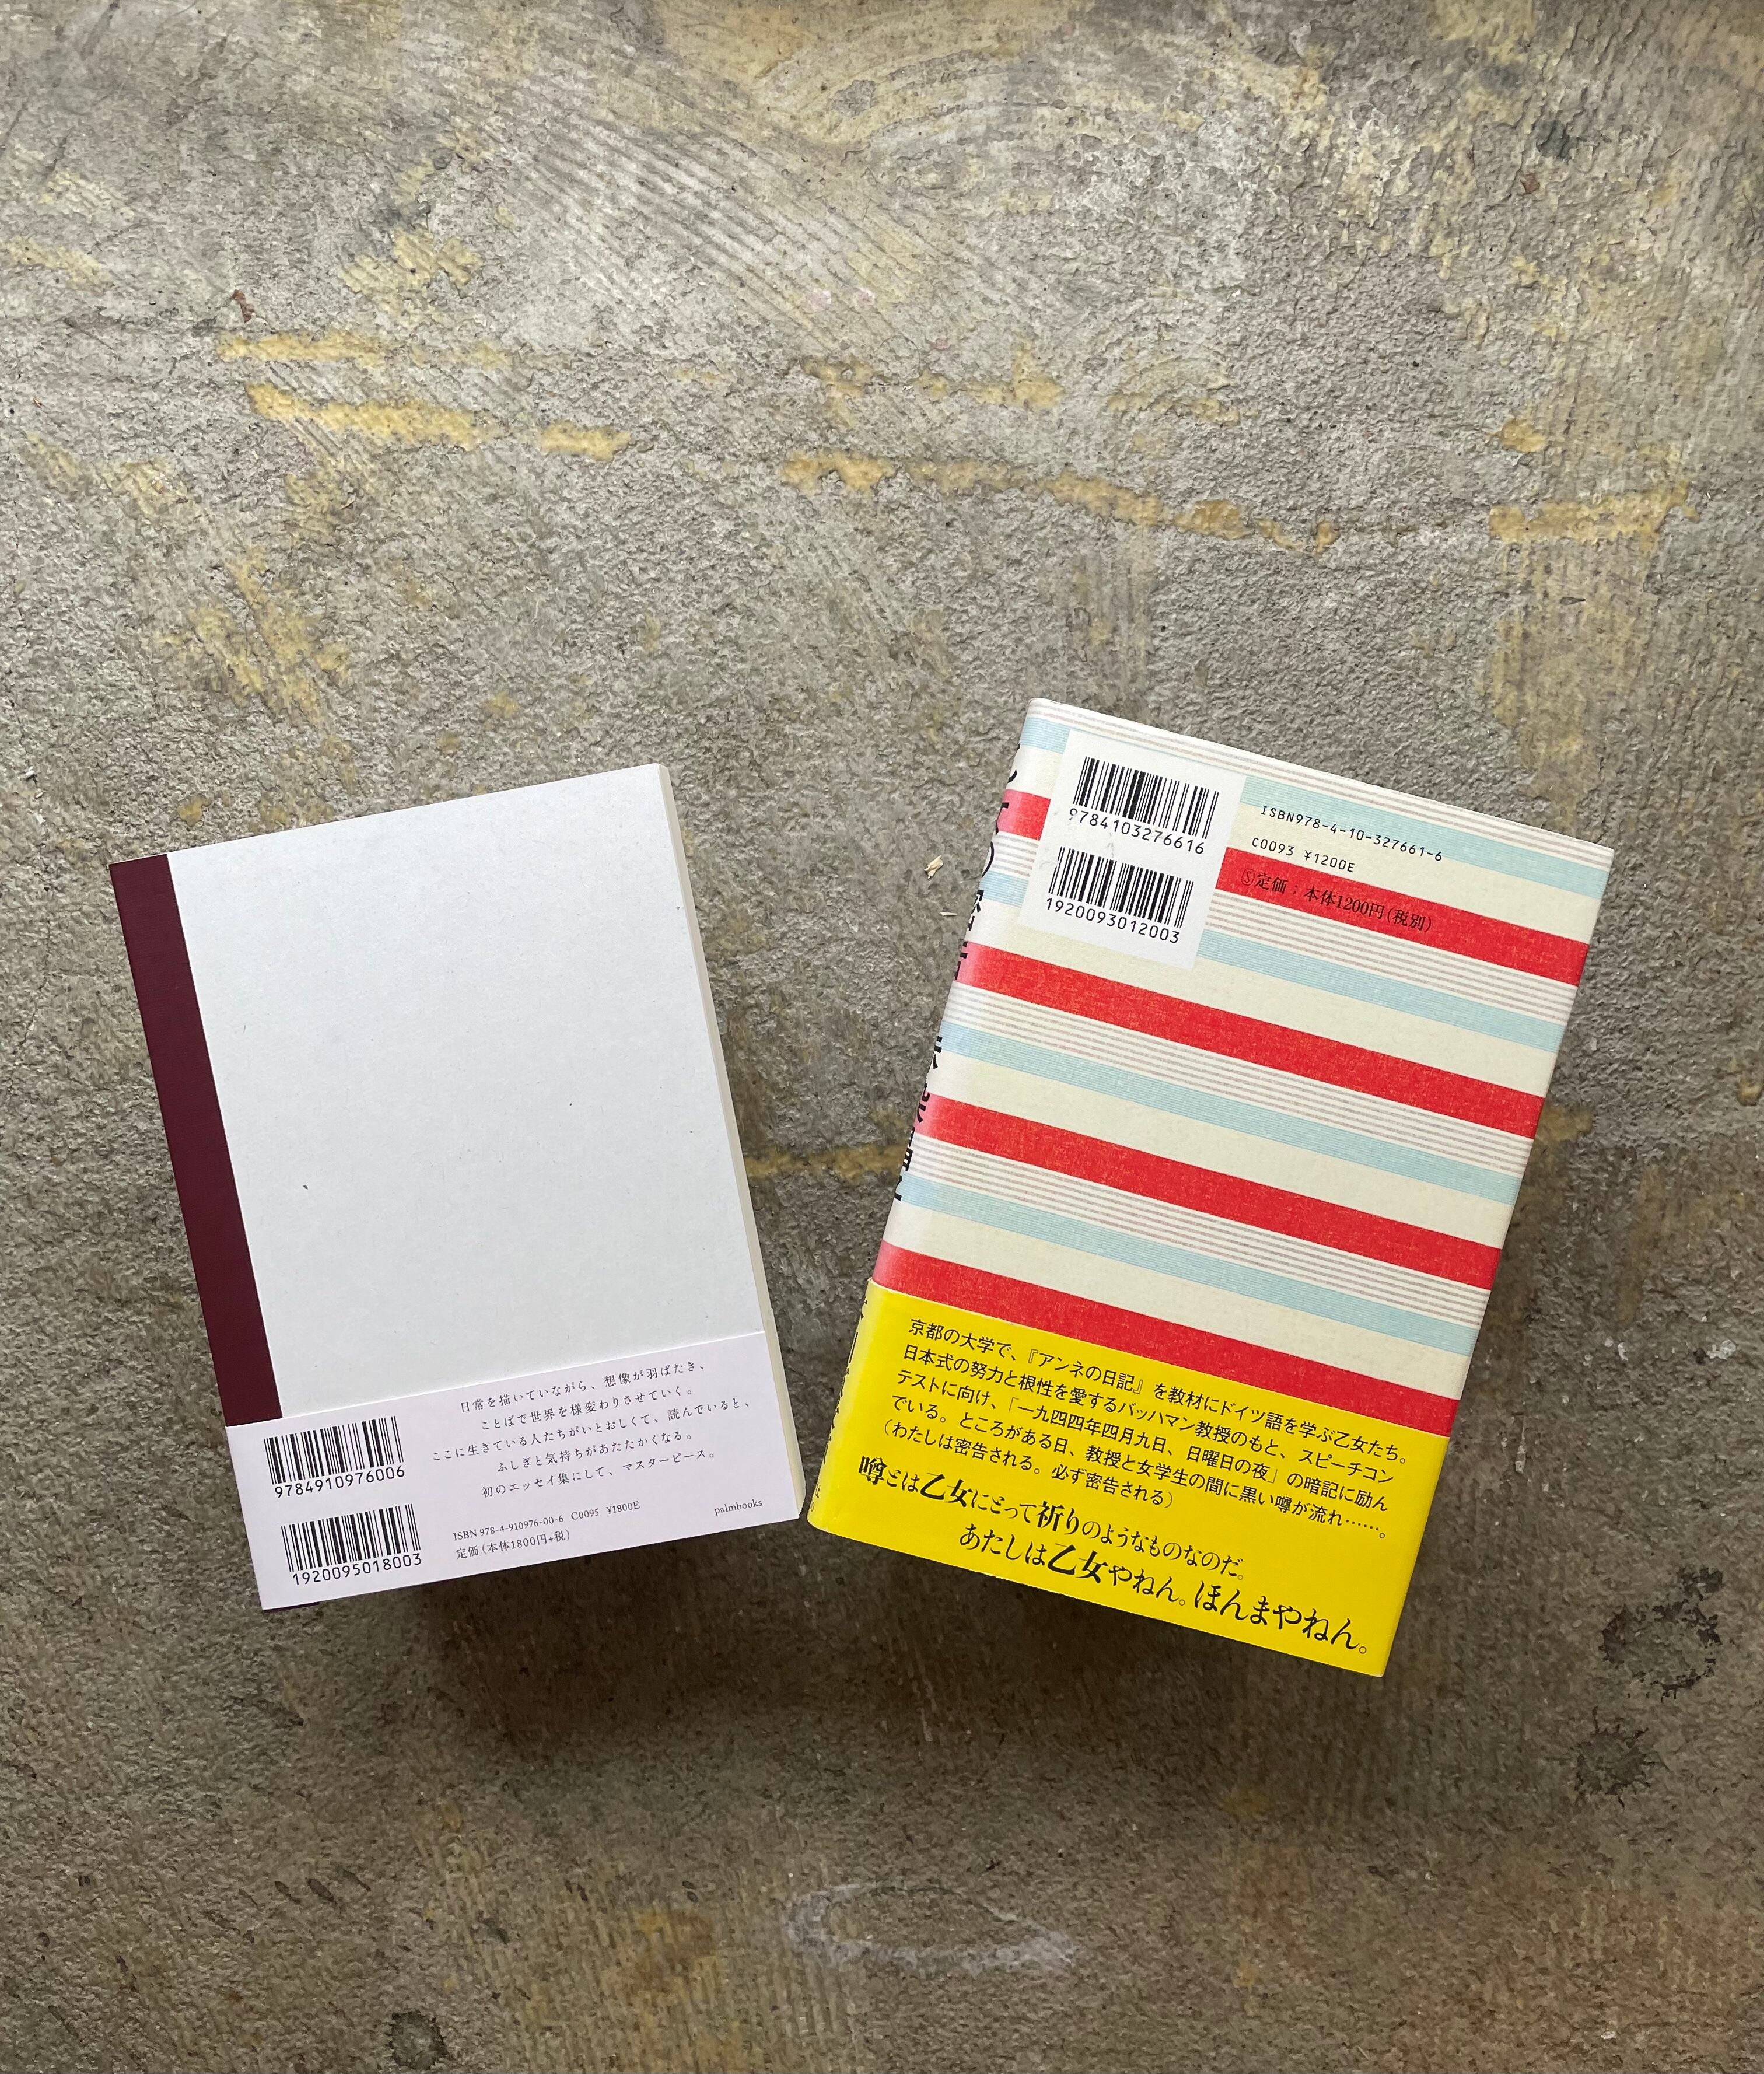 日常を描いていながら、想像が羽ばたき、
ことばで世界を様変わりさせていく。
ここに生きている人たちがいとおしくて、読んでいると、
ふしぎと気持ちがあたたかくなる。
初のエッセイ集にして、マスターピース。
9784910976006
1920095018003
ISBN 978-4-910976-00-6 C0095 ¥1800E
定価(本体1800円+税)
palmbooks
9784103276616
1920093012003
ISBN978-4-10-327661-6
C0093 ¥1200E
Ⓢ定価:本体1200円(税別)
京都の大学で、『アンネの日記』を教材にドイツ語を学ぶ乙女たち。
日本式の努力と根性を愛するバッハマン教授のもと、スピーチコン
テストに向け、「一九四四年四月九日、日曜日の夜」の暗記に励ん
でいる。ところがある日、教授と女学生の間に黒い噂が流れ……。
(わたしは密告される。必ず密告される)
噂とは乙女にとって祈りのようなものなのだ。
あたしは乙女やねん。ほんまやねん。